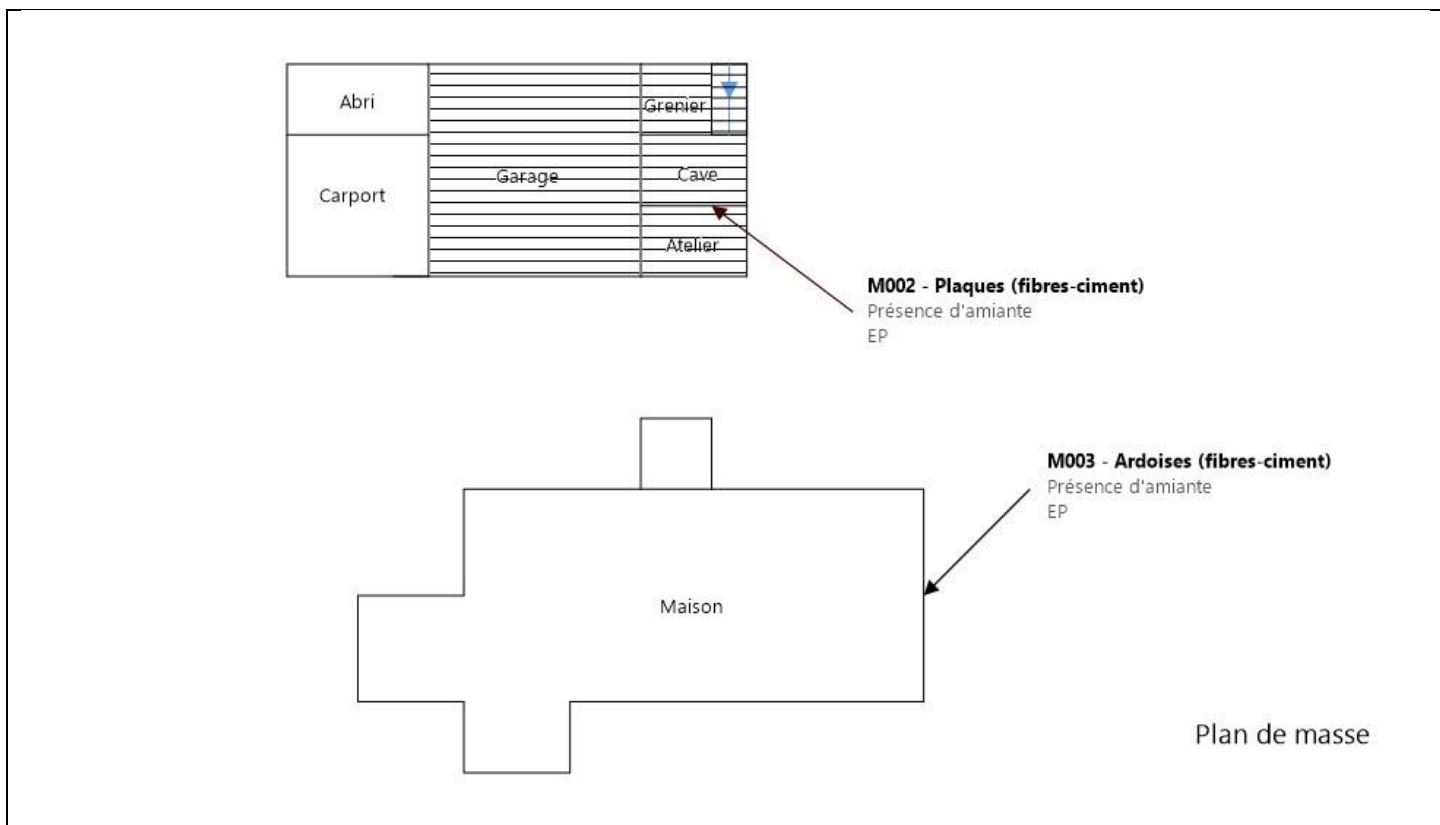 Abri
Grenier
Garage
Cave
Carport
Atelier
M002 - Plaques (fibres-ciment)
Présence d'amiante
EP
M003 - Ardoises (fibres-ciment)
Présence d'amiante
EP
Maison
Plan de masse